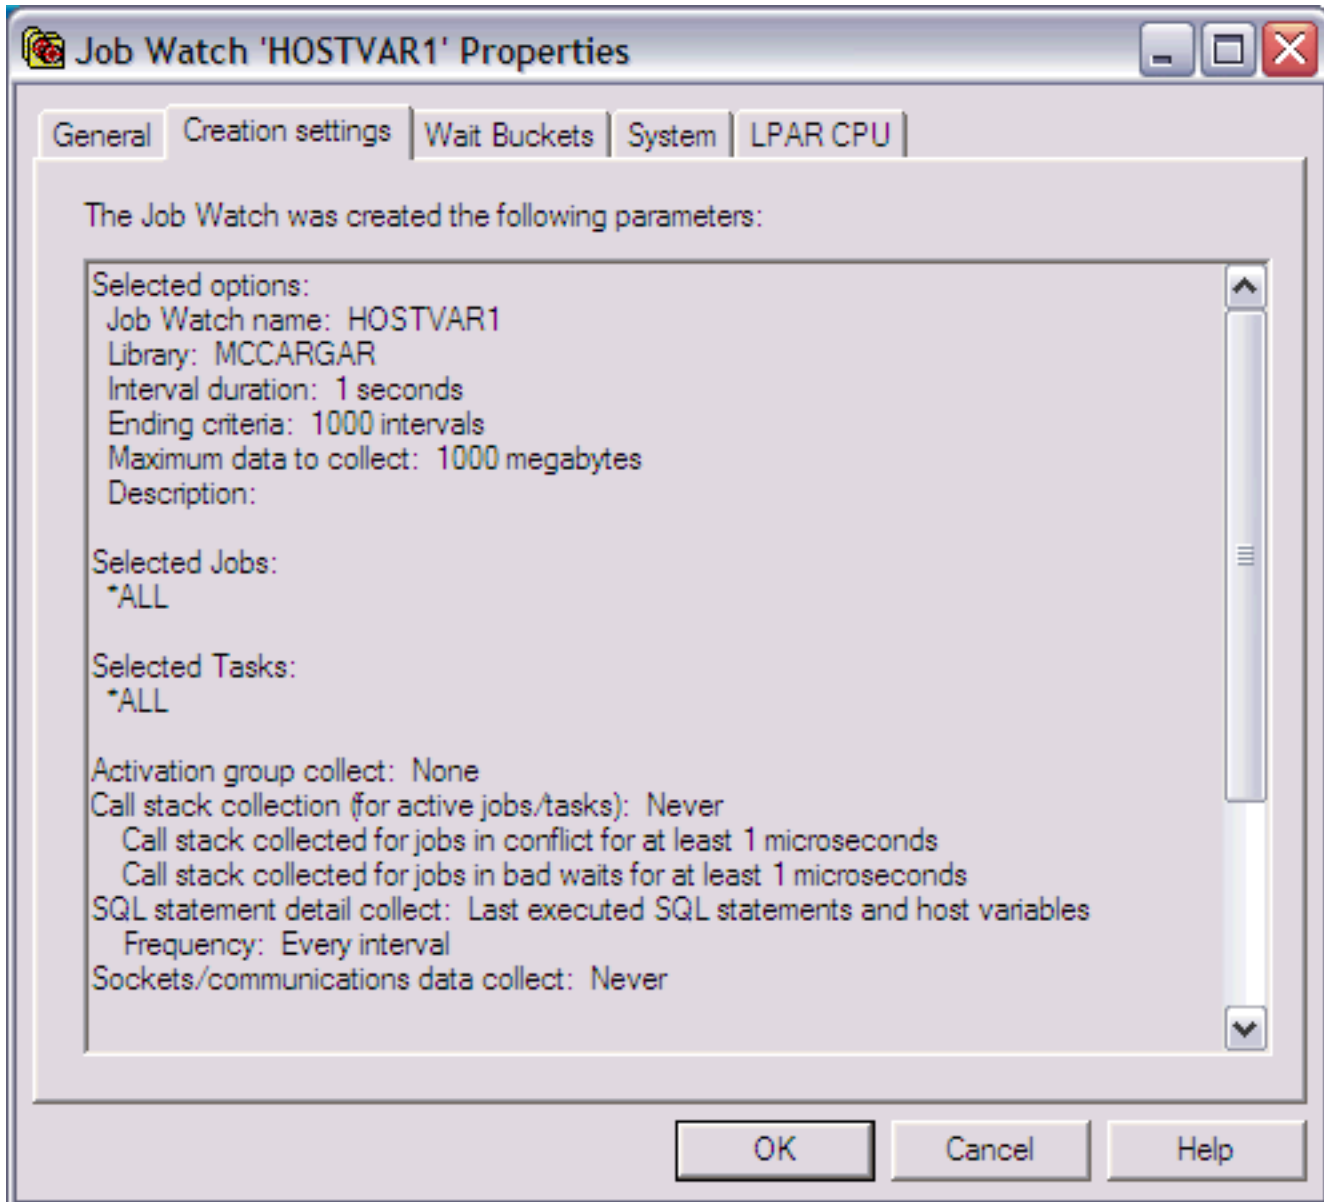 Job Watch 'HOSTVAR1' Properties
General Creation settings Wait Buckets System LPAR CPU
The Job Watch was created the following parameters:
Selected options:
Job Watch name: HOSTVAR1
Library: MCCARGAR
Interval duration: 1 seconds
Ending criteria: 1000 intervals
Maximum data to collect: 1000 megabytes
Description:
Selected Jobs:
*ALL
Selected Tasks:
*ALL
Activation group collect: None
Call stack collection (for active jobs/tasks): Never
Call stack collected for jobs in conflict for at least 1 microseconds
Call stack collected for jobs in bad waits for at least 1 microseconds
SQL statement detail collect: Last executed SQL statements and host variables
Frequency: Every interval
Sockets/communications data collect: Never
OK Cancel Help